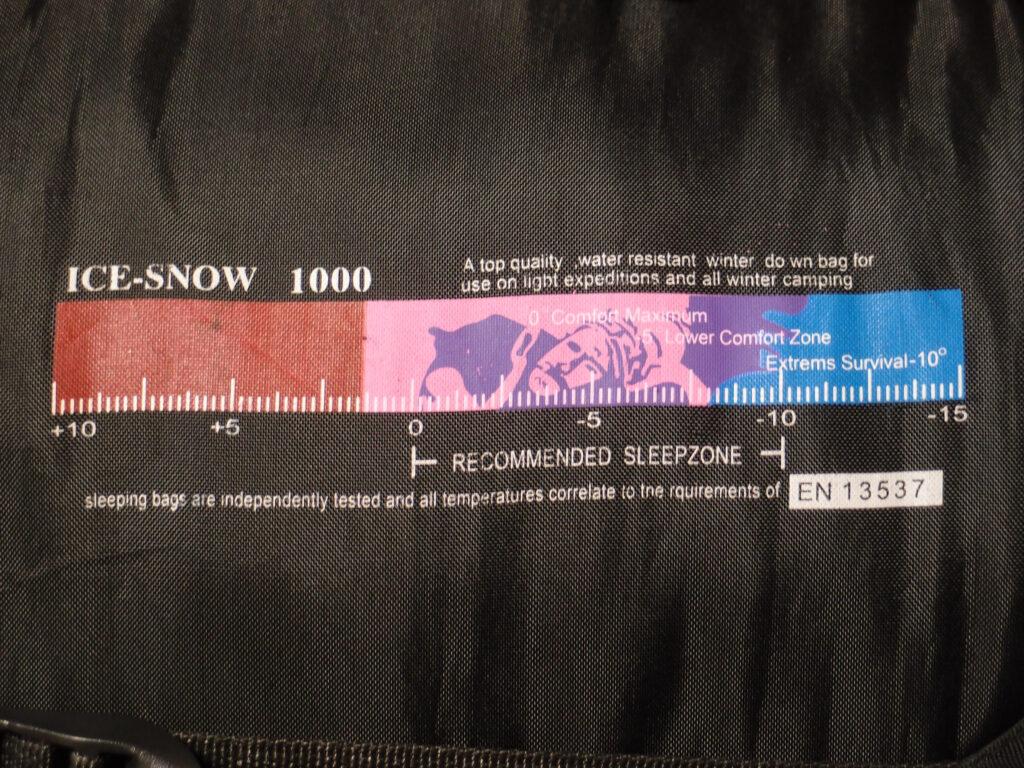 ICE-SNOW 1000
A top quality .water resistant winter do wn bag for
use on light expeditions and all winter camping
0 Comfort Maximum
-5 Lower Comfort Zone
Extrems Survival-10°
+10 +5 0 -5 -10 -15
RECOMMENDED SLEEPZONE
sleeping bags are independently tested and all temperatures correlate to tne rquirements of EN 13537